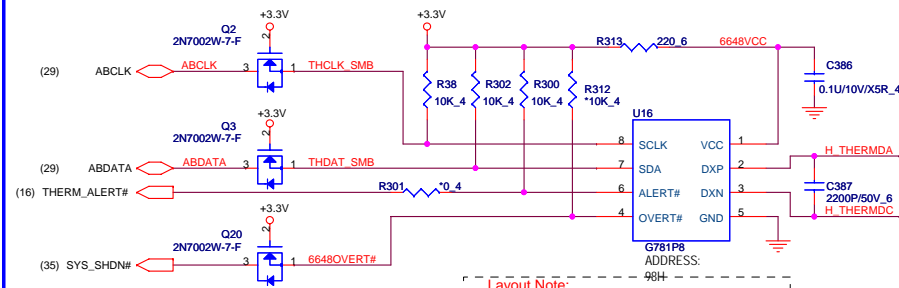 +3.3V
Q2
2N7002W-7-F
2
(29) ABCLK ABCLK 3 1 THCLK_SMB
+3.3V
R313 220_6 6648VCC
R38 10K_4
R302 10K_4
R300 10K_4
R312 *10K_4
C386
0.1U/10V/X5R_4
+3.3V
Q3
2N7002W-7-F
2
(29) ABDATA ABDATA 3 1 THDAT_SMB
(16) THERM_ALERT#
R301 *0_4
U16
8 SCLK VCC 1
7 SDA DXP 2 H_THERMDA
6 ALERT# DXN 3 H_THERMDC
4 OVERT# GND 5
C387
2200P/50V_6
G781P8
ADDRESS:
98H
+3.3V
Q20
2N7002W-7-F
2
(35) SYS_SHDN# 3 1 6648OVERT#
Layout Note: